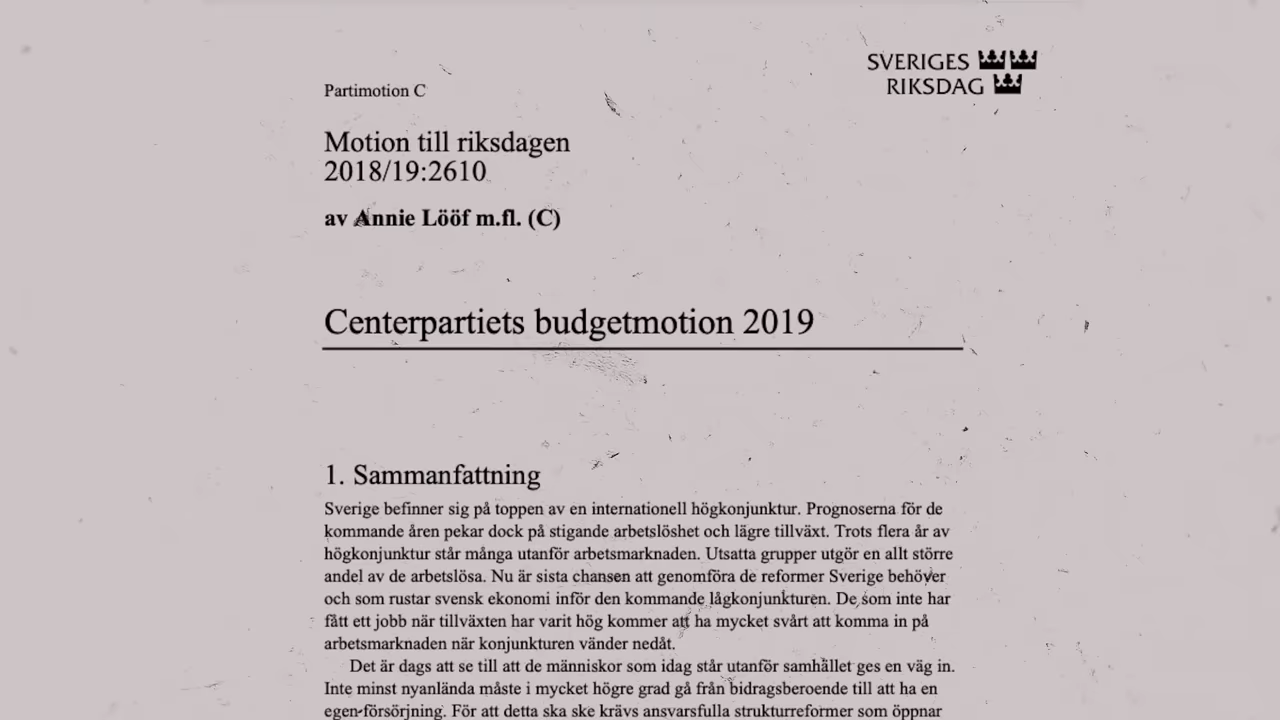 SVERIGES
RIKSDAG
Partimotion C
Motion till riksdagen
2018/19:2610
av Annie Lööf m.fl. (C)
Centerpartiets budgetmotion 2019
1. Sammanfattning
Sverige befinner sig på toppen av en internationell högkonjunktur. Prognoserna för de
kommande åren pekar dock på stigande arbetslöshet och lägre tillväxt. Trots flera år av
högkonjunktur står många utanför arbetsmarknaden. Utsatta grupper utgör en allt större
andel av de arbetslösa. Nu är sista chansen att genomföra de reformer Sverige behöver
och som rustar svensk ekonomi inför den kommande lågkonjunkturen. De som inte har
fått ett jobb när tillväxten har varit hög kommer att ha mycket svårt att komma in på
arbetsmarknaden när konjunkturen vänder nedåt.
Det är dags att se till att de människor som idag står utanför samhället ges en väg in.
Inte minst nyanlända måste i mycket högre grad gå från bidragsberoende till att ha en
egen försörjning. För att detta ska ske krävs ansvarsfulla strukturreformer som öppnar